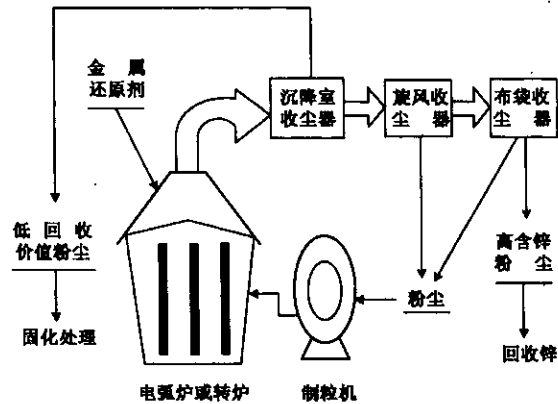 金属
还原剂
沉降室
收尘器
旋风收
尘器
布袋收
尘器
低回收
价值粉尘
固化处理
高含锌
粉尘
粉尘
回收锌
电弧炉或转炉
制粒机